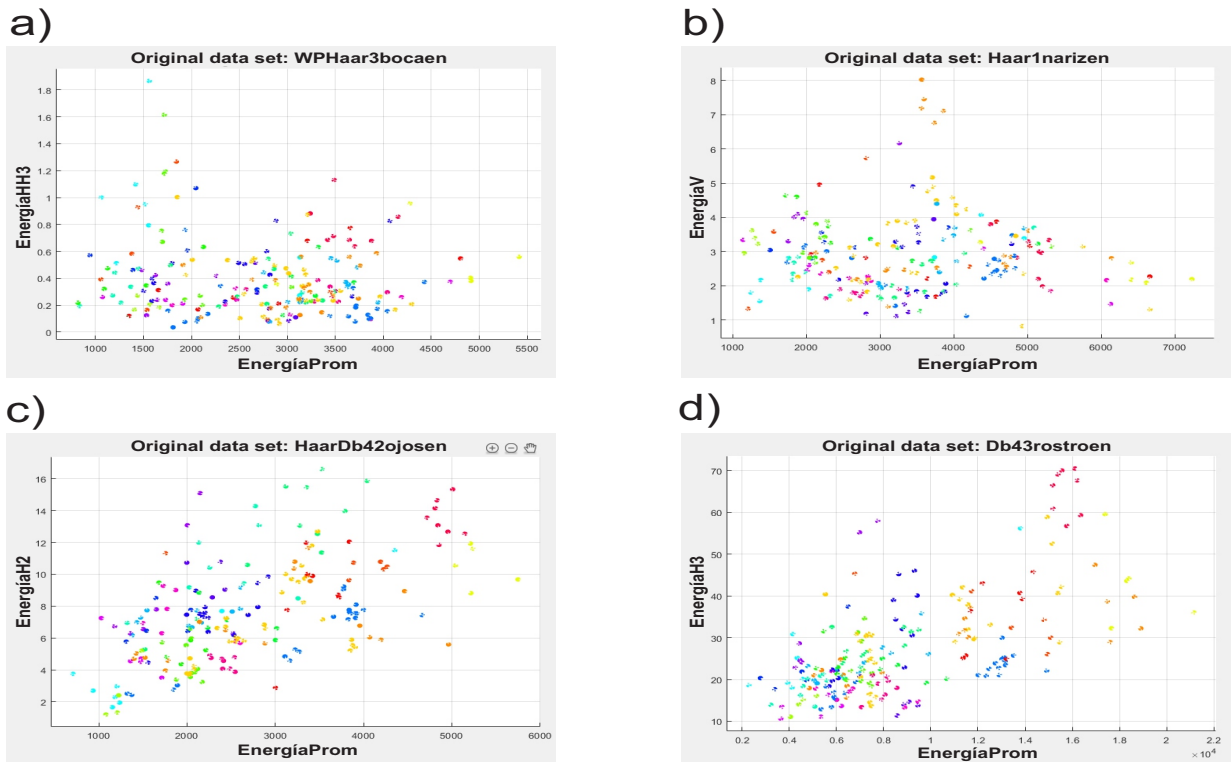 a)
Original data set: WPHaar3bocaen
EnergíaHH3
1.8
1.6
1.4
1.2
1
0.8
0.6
0.4
0.2
0
1000 1500 2000 2500 3000 3500 4000 4500 5000 5500
EnergíaProm
b)
Original data set: Haar1narizen
EnergíaV
8
7
6
5
4
3
2
1
1000 2000 3000 4000 5000 6000 7000
EnergíaProm
c)
Original data set: HaarDb42ojosen
EnergíaH2
16
14
12
10
8
6
4
2
2000 3000 4000 5000 6000
EnergíaProm
d)
Original data set: Db43rostroen
EnergíaH3
70
60
50
40
30
20
10
0.2 0.4 0.6 0.8 1 1.2 1.4 1.6 1.8 2 2.2
EnergíaProm
× 10⁴